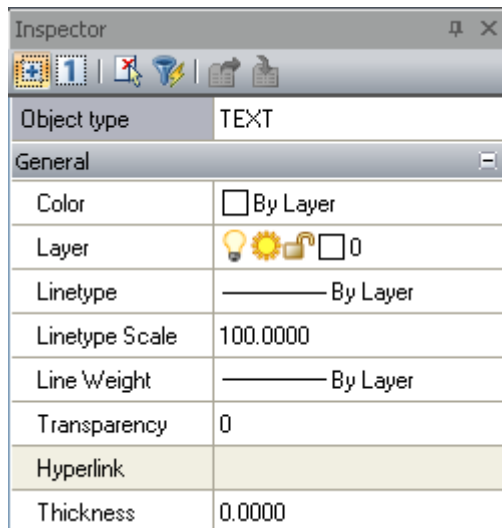 Inspector
1
Object type TEXT
General
Color By Layer
Layer 0
Linetype By Layer
Linetype Scale 100.0000
Line Weight By Layer
Transparency 0
Hyperlink
Thickness 0.0000